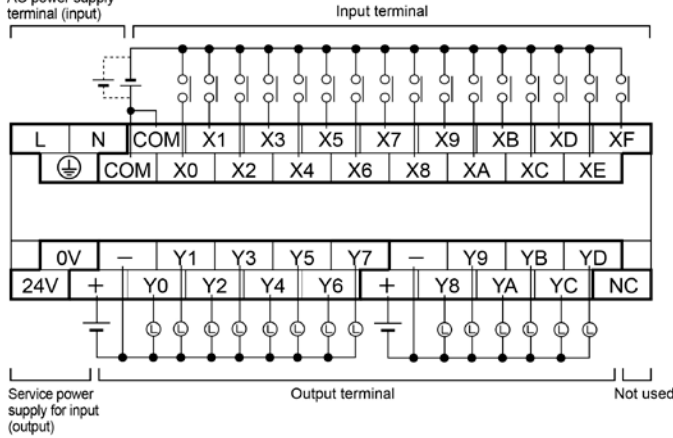 AC power supply
terminal (input)
Input terminal
L N COM X1 X3 X5 X7 X9 XB XD XF
COM X0 X2 X4 X6 X8 XA XC XE
0V − Y1 Y3 Y5 Y7 − Y9 YB YD
24V + Y0 Y2 Y4 Y6 + Y8 YA YC NC
L L L L L L L L L L L L L L
Service power
supply for input
(output)
Output terminal
Not used